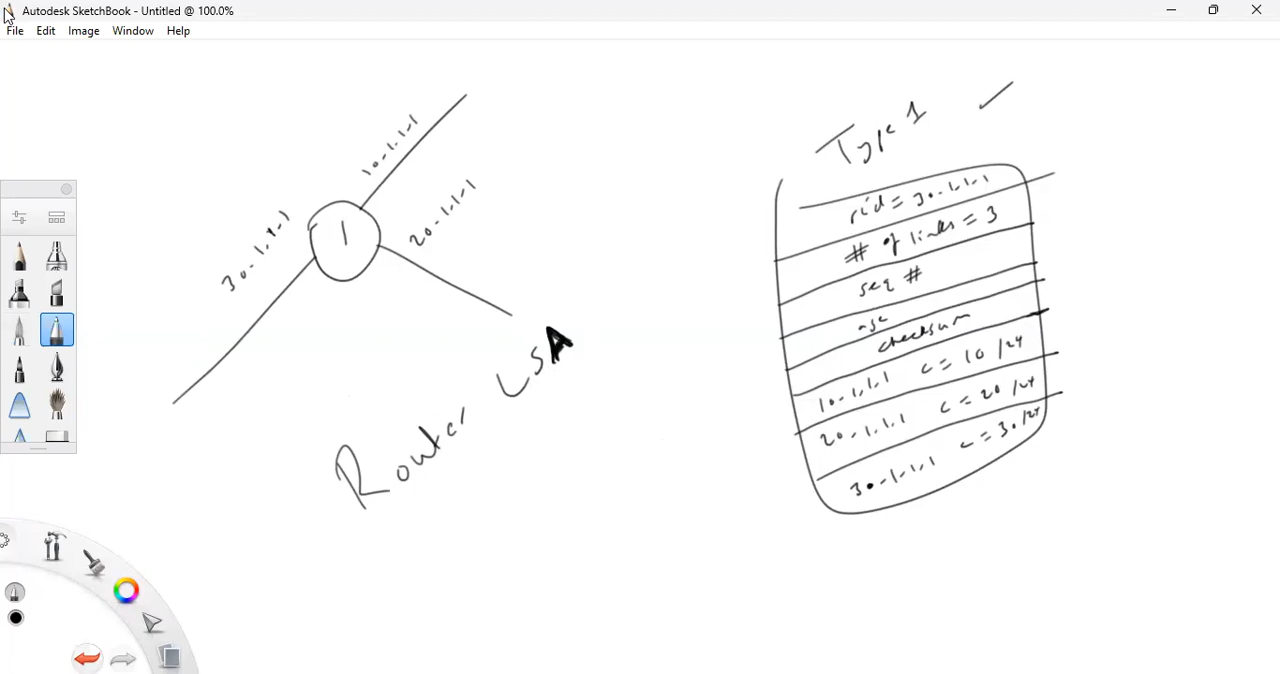 Autodesk SketchBook - Untitled @ 100.0%
File Edit Image Window Help
10.1.1.1
20.1.1.1
30.1.1.1
1
Router LSA
Type 1
rid = 30.1.1.1
# of links = 3
seq #
checksum
10.1.1.1 c = 10 /24
20.1.1.1 c = 20 /24
30.1.1.1 c = 30 /24